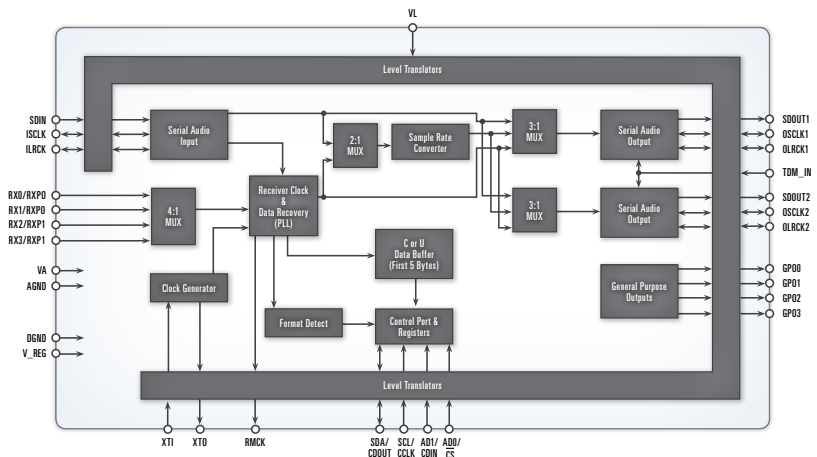 VL
Level Translators
SDIN
ISCLK
ILRCK
Serial Audio
Input
2:1
MUX
Sample Rate
Converter
3:1
MUX
Serial Audio
Output
SDOUT1
OSCLK1
OLRCK1
TDM_IN
RX0/RXP0
RX1/RXP0
RX2/RXP1
RX3/RXP1
4:1
MUX
Receiver Clock
&
Data Recovery
(PLL)
3:1
MUX
Serial Audio
Output
SDOUT2
OSCLK2
OLRCK2
VA
AGND
Clock Generator
C or U
Data Buffer
(First 5 Bytes)
General Purpose
Outputs
GPO0
GPO1
GPO2
GPO3
DGND
V_REG
Format Detect
Control Port &
Registers
Level Translators
XTI
XTO
RMCK
SDA/
CDOUT
SCL/
CCLK
AD1/
CDIN
AD0/
CS